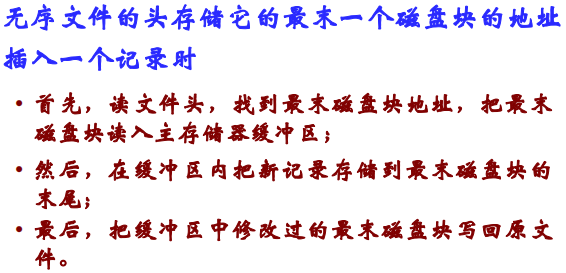 无序文件的头存储它的最末一个磁盘块的地址
插入一个记录时
• 首先，读文件头，找到最末磁盘块地址，把最末
磁盘块读入主存储器缓冲区；
• 然后，在缓冲区内把新记录存储到最末磁盘块的
末尾；
• 最后，把缓冲区中修改过的最末磁盘块写回原文
件。